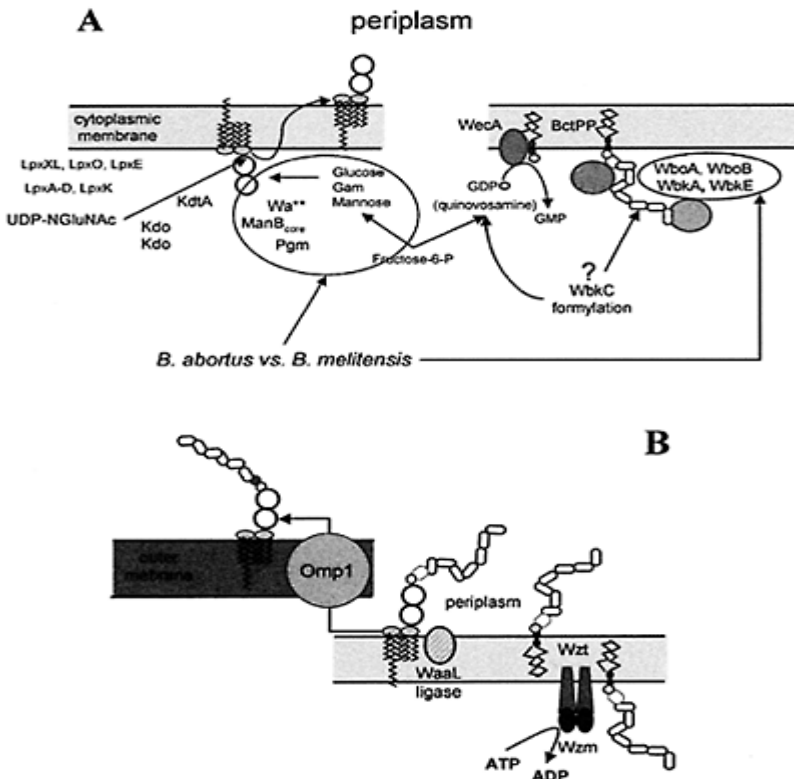 A
periplasm
cytoplasmic
membrane
WecA
BctPP
LpxXL, LpxO, LpxE
LpxA-D, LpxK
KdtA
UDP-NGluNAc
Kdo
Kdo
Glucose
Gam
Mannose
Wa**
ManBcore
Pgm
Fructose-6-P
GDP
(quinovosamine)
GMP
WboA, WboB
WbkA, WbkE
?
WbkC
formylation
B. abortus vs. B. melitensis
B
outer
mebrane
Omp1
periplasm
WaaL
ligase
Wzt
Wzm
ATP
ADP